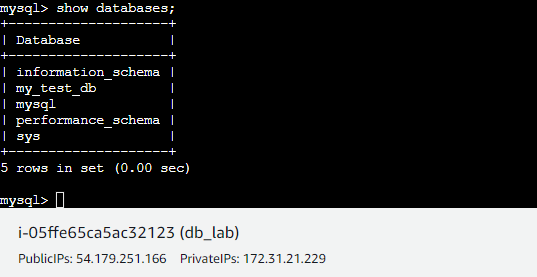 mysql> show databases;
+--------------------+
| Database           |
+--------------------+
| information_schema |
| my_test_db         |
| mysql              |
| performance_schema |
| sys                |
+--------------------+
5 rows in set (0.00 sec)
mysql>
i-05ffe65ca5ac32123 (db_lab)
PublicIPs: 54.179.251.166 PrivateIPs: 172.31.21.229